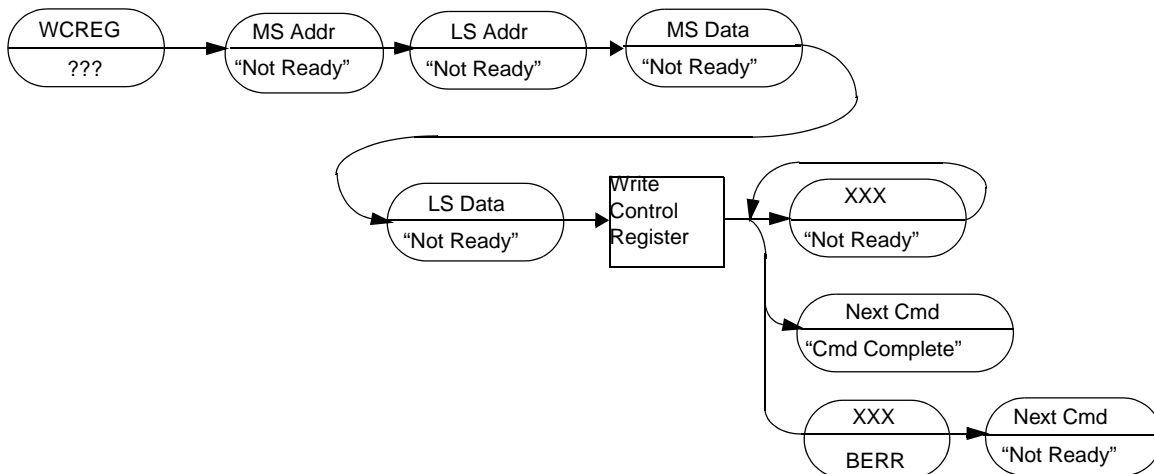 WCREG
???
MS Addr
“Not Ready”
LS Addr
“Not Ready”
MS Data
“Not Ready”
LS Data
“Not Ready”
Write
Control
Register
XXX
“Not Ready”
Next Cmd
“Cmd Complete”
XXX
BERR
Next Cmd
“Not Ready”